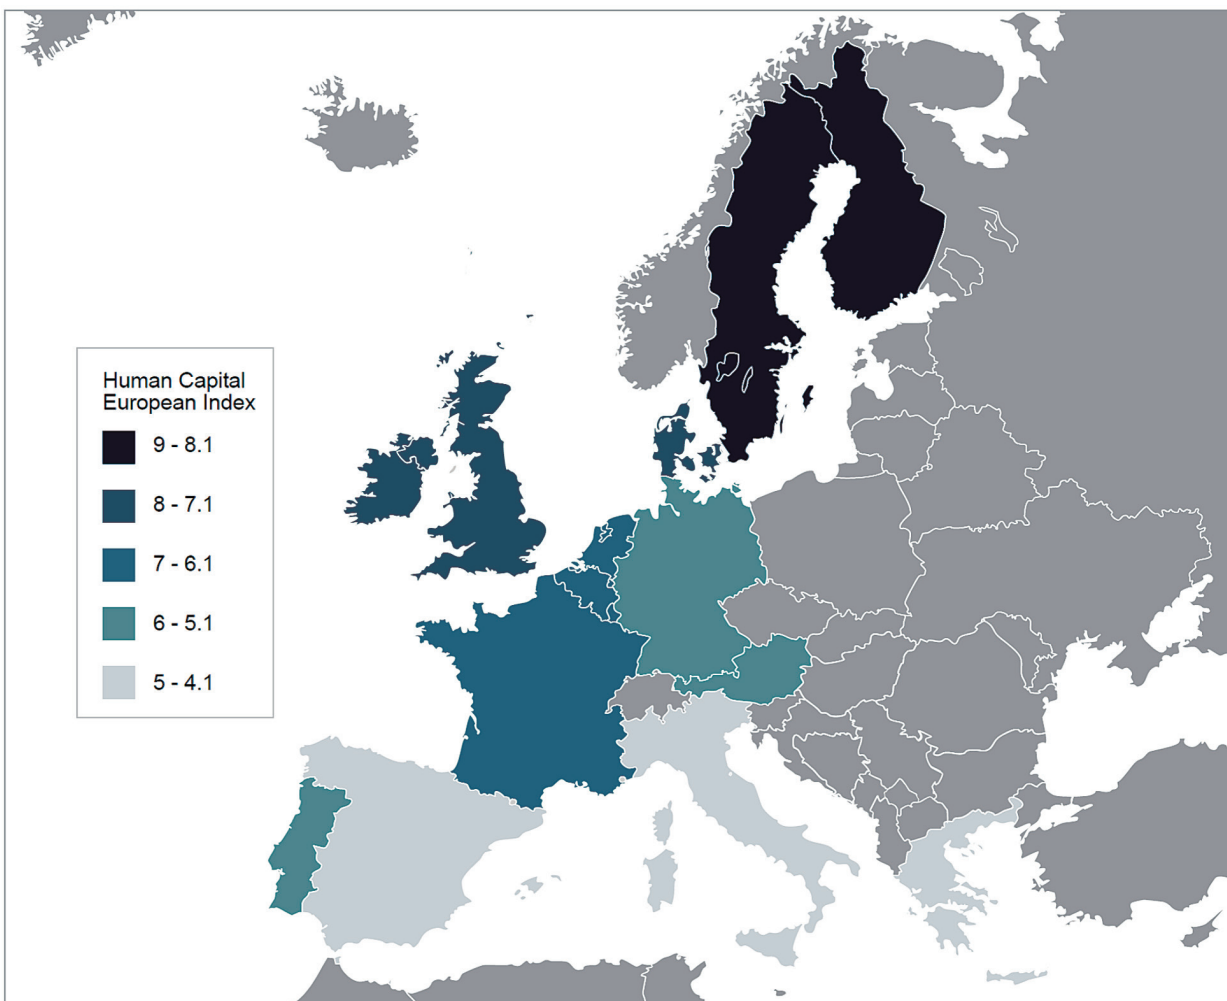 Human Capital
European Index
9 - 8.1
8 - 7.1
7 - 6.1
6 - 5.1
5 - 4.1